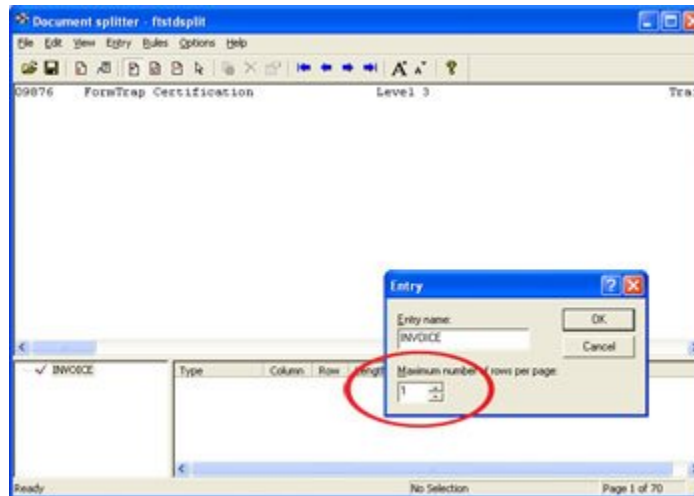 Document splitter - ftstdsplit
File Edit View Entry Rules Options Help
09876 FormTrap Certification Level 3 Tra
Entry
Entry name:
INVOICE
OK
Cancel
Maximum number of rows per page:
1
INVOICE
Type Column Row Length
Ready No Selection Page 1 of 70